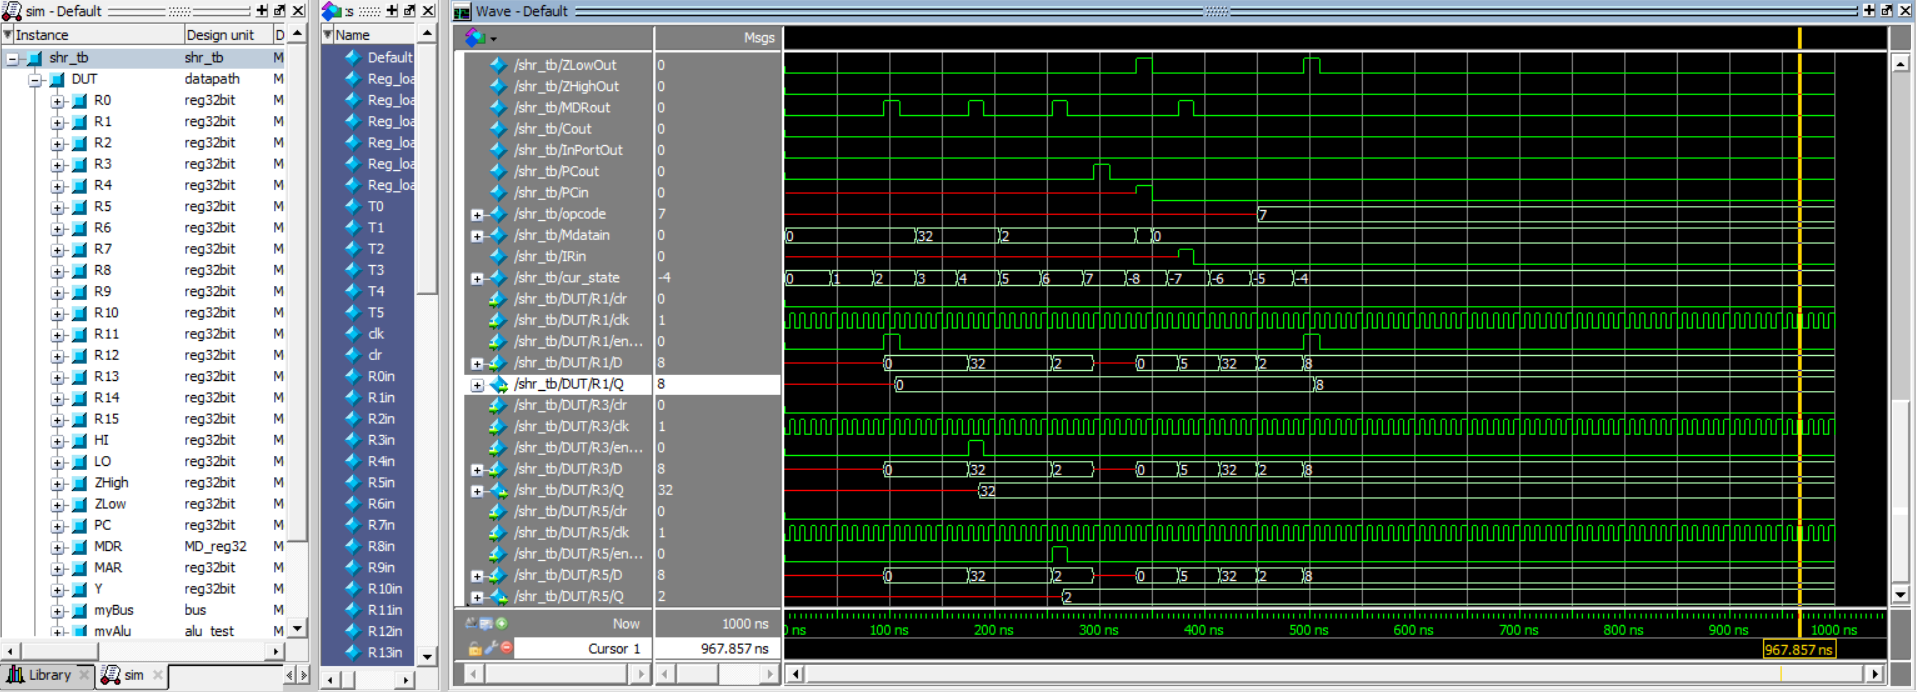 sim - Default
Instance Design unit D
shr_tb shr_tb M
DUT datapath M
R0 reg32bit M
R1 reg32bit M
R2 reg32bit M
R3 reg32bit M
R4 reg32bit M
R5 reg32bit M
R6 reg32bit M
R7 reg32bit M
R8 reg32bit M
R9 reg32bit M
R10 reg32bit M
R11 reg32bit M
R12 reg32bit M
R13 reg32bit M
R14 reg32bit M
R15 reg32bit M
HI reg32bit M
LO reg32bit M
ZHigh reg32bit M
ZLow reg32bit M
PC reg32bit M
MDR MD_reg32 M
MAR reg32bit M
Y reg32bit M
myBus bus M
myAlu alu_test M
Library sim
:s
Name
Default
Reg_loa
Reg_loa
Reg_loa
Reg_loa
Reg_loa
Reg_loa
T0
T1
T2
T3
T4
T5
clk
clr
R0in
R1in
R2in
R3in
R4in
R5in
R6in
R7in
R8in
R9in
R10in
R11in
R12in
R13in
Wave - Default
Msgs
/shr_tb/ZLowOut 0
/shr_tb/ZHighOut 0
/shr_tb/MDRout 0
/shr_tb/Cout 0
/shr_tb/InPortOut 0
/shr_tb/PCout 0
/shr_tb/PCin 0
/shr_tb/opcode 7 7
/shr_tb/Mdatain 0 0 32 2 0
/shr_tb/IRin 0
/shr_tb/cur_state -4 0 1 2 3 4 5 6 7 -8 -7 -6 -5 -4
/shr_tb/DUT/R1/clr 0
/shr_tb/DUT/R1/clk 1
/shr_tb/DUT/R1/en... 0
/shr_tb/DUT/R1/D 8 0 32 2 0 5 32 2 8
/shr_tb/DUT/R1/Q 8 0 8
/shr_tb/DUT/R3/clr 0
/shr_tb/DUT/R3/clk 1
/shr_tb/DUT/R3/en... 0
/shr_tb/DUT/R3/D 8 0 32 2 0 5 32 2 8
/shr_tb/DUT/R3/Q 32 32
/shr_tb/DUT/R5/clr 0
/shr_tb/DUT/R5/clk 1
/shr_tb/DUT/R5/en... 0
/shr_tb/DUT/R5/D 8 0 32 2 0 5 32 2 8
/shr_tb/DUT/R5/Q 2 2
Now 1000 ns ns 100 ns 200 ns 300 ns 400 ns 500 ns 600 ns 700 ns 800 ns 900 ns 1000 ns
Cursor 1 967.857 ns 967.857 ns